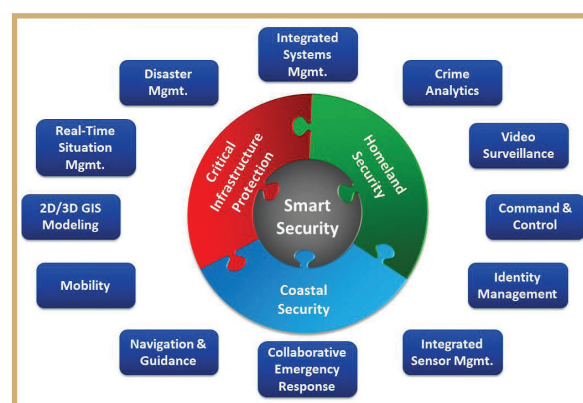 Integrated
Systems
Mgmt.
Disaster
Mgmt.
Crime
Analytics
Real-Time
Situation
Mgmt.
Critical
Infrastructure
Protection
Homeland
Security
Video
Surveillance
2D/3D GIS
Modeling
Smart
Security
Command &
Control
Mobility
Coastal
Security
Identity
Management
Navigation &
Guidance
Collaborative
Emergency
Response
Integrated
Sensor Mgmt.